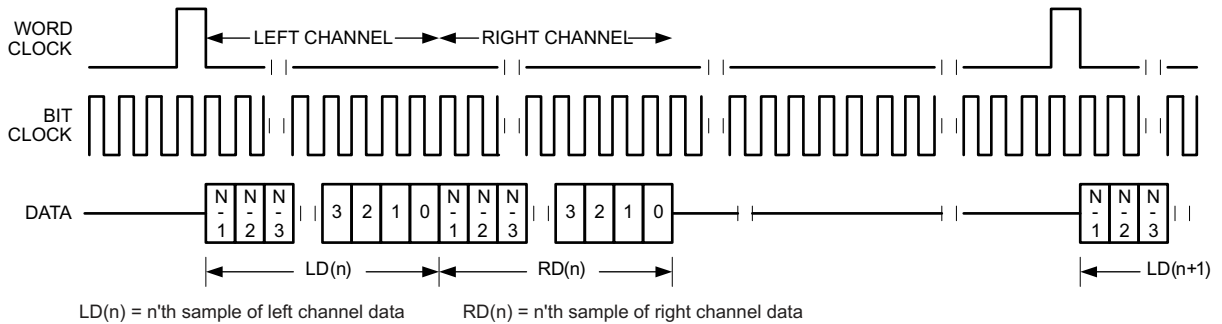 WORD
CLOCK
LEFT CHANNEL
RIGHT CHANNEL
BIT
CLOCK
DATA
N-1 N-2 N-3 3 2 1 0 N-1 N-2 N-3 3 2 1 0 N-1 N-2 N-3
LD(n) RD(n) LD(n+1)
LD(n) = n'th sample of left channel data RD(n) = n'th sample of right channel data